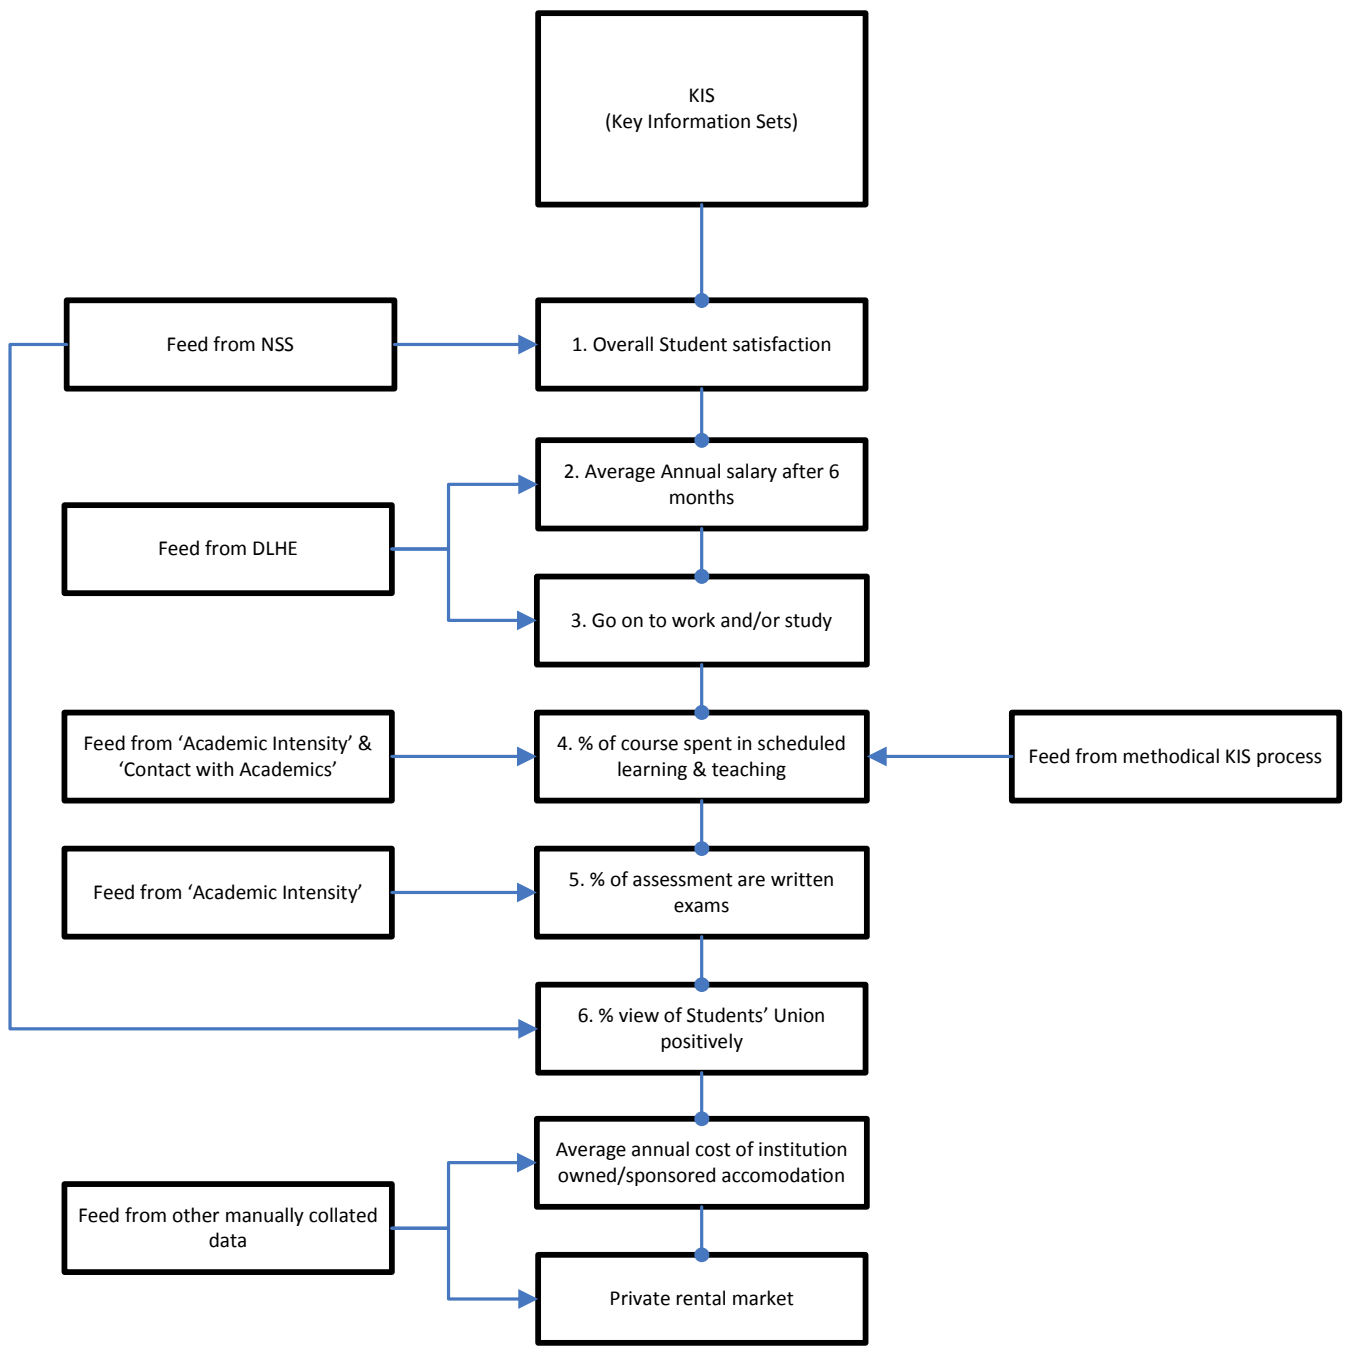 KIS
(Key Information Sets)
Feed from NSS
1. Overall Student satisfaction
2. Average Annual salary after 6
months
Feed from DLHE
3. Go on to work and/or study
Feed from ‘Academic Intensity’ &
‘Contact with Academics’
4. % of course spent in scheduled
learning & teaching
Feed from methodical KIS process
Feed from ‘Academic Intensity’
5. % of assessment are written
exams
6. % view of Students’ Union
positively
Average annual cost of institution
owned/sponsored accomodation
Feed from other manually collated
data
Private rental market